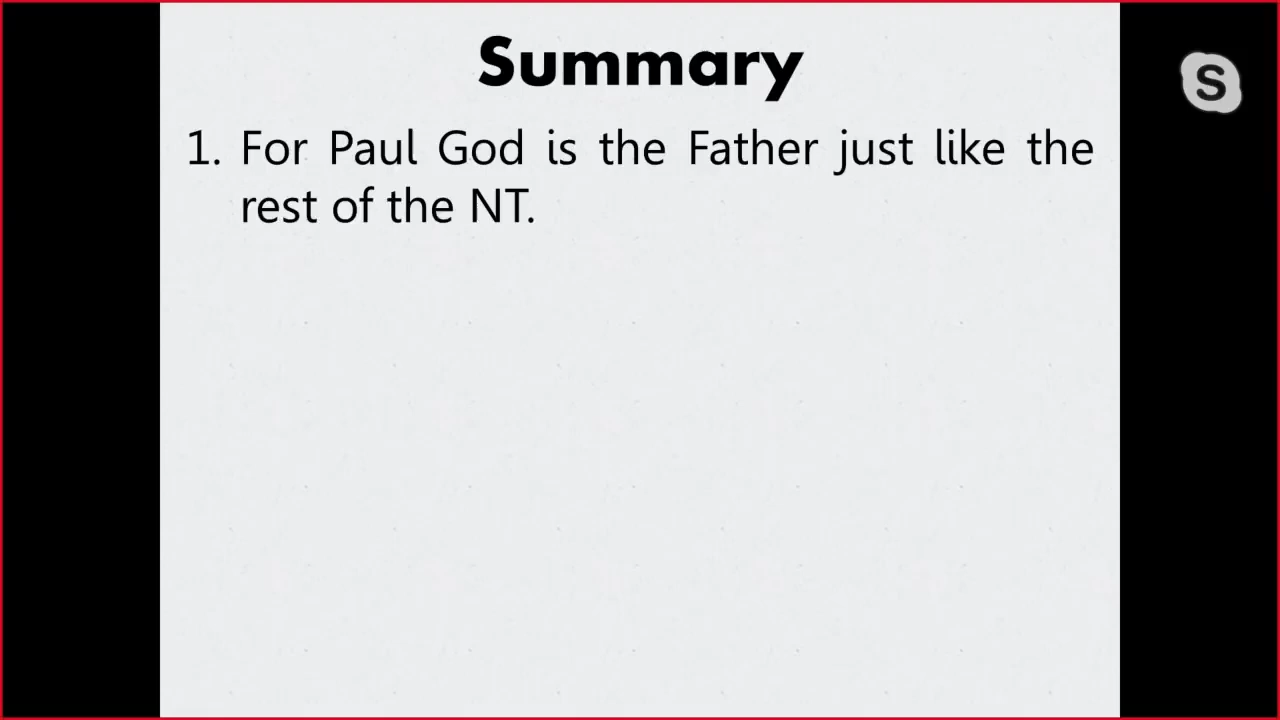 Summary
S
1. For Paul God is the Father just like the
rest of the NT.